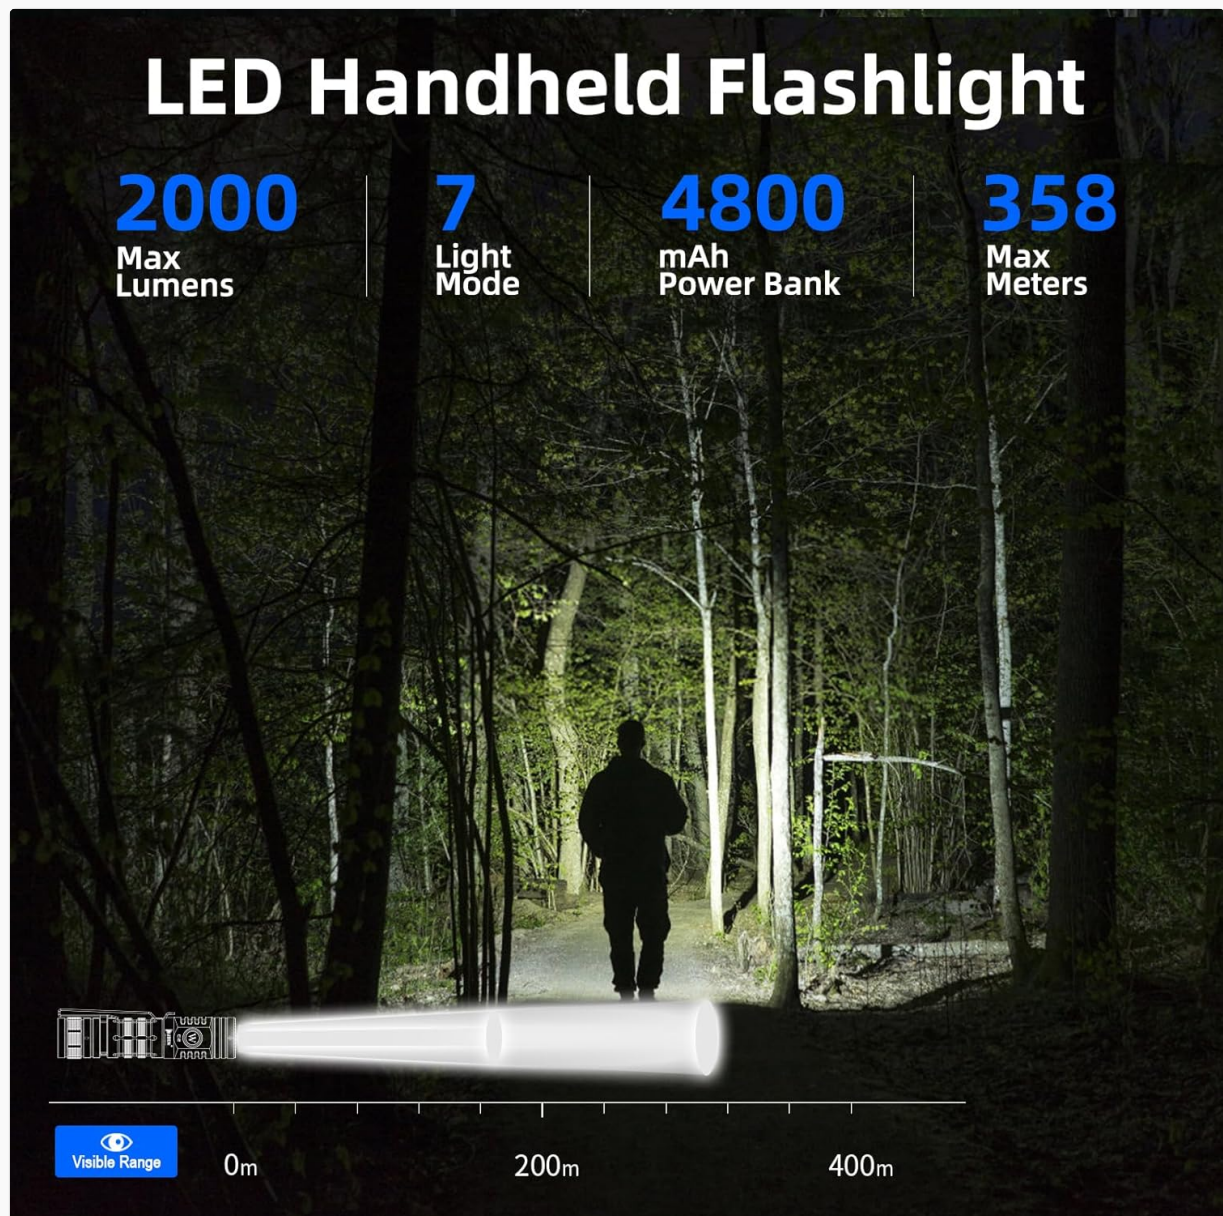 LED Handheld Flashlight
2000
Max
Lumens
7
Light
Mode
4800
mAh
Power Bank
358
Max
Meters
Visible Range
0m
200m
400m